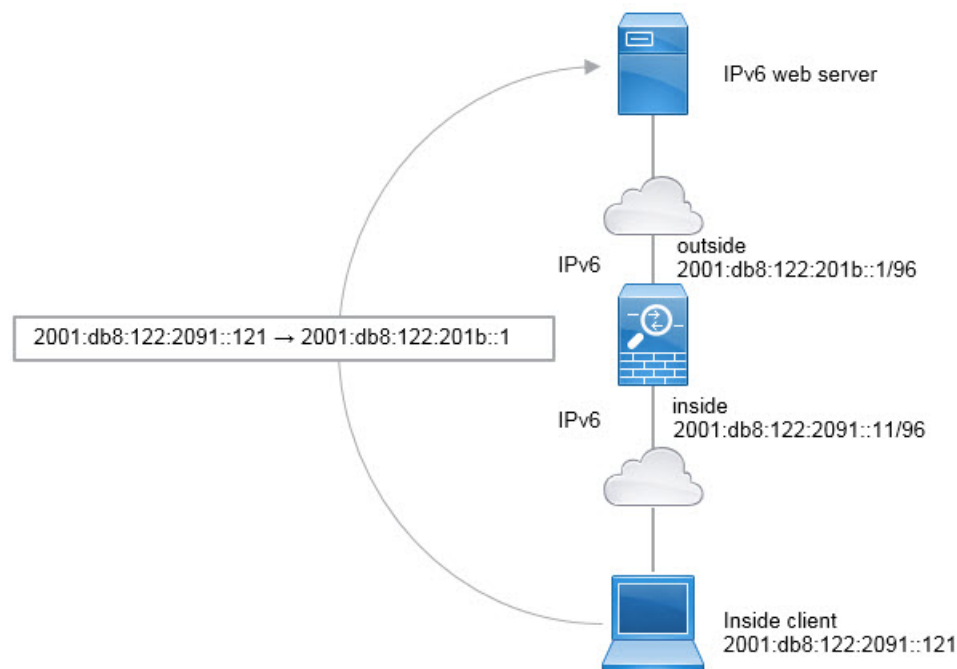 IPv6 web server
outside
IPv6
2001:db8:122:201b::1/96
2001:db8:122:2091::121 → 2001:db8:122:201b::1
inside
IPv6
2001:db8:122:2091::11/96
Inside client
2001:db8:122:2091::121